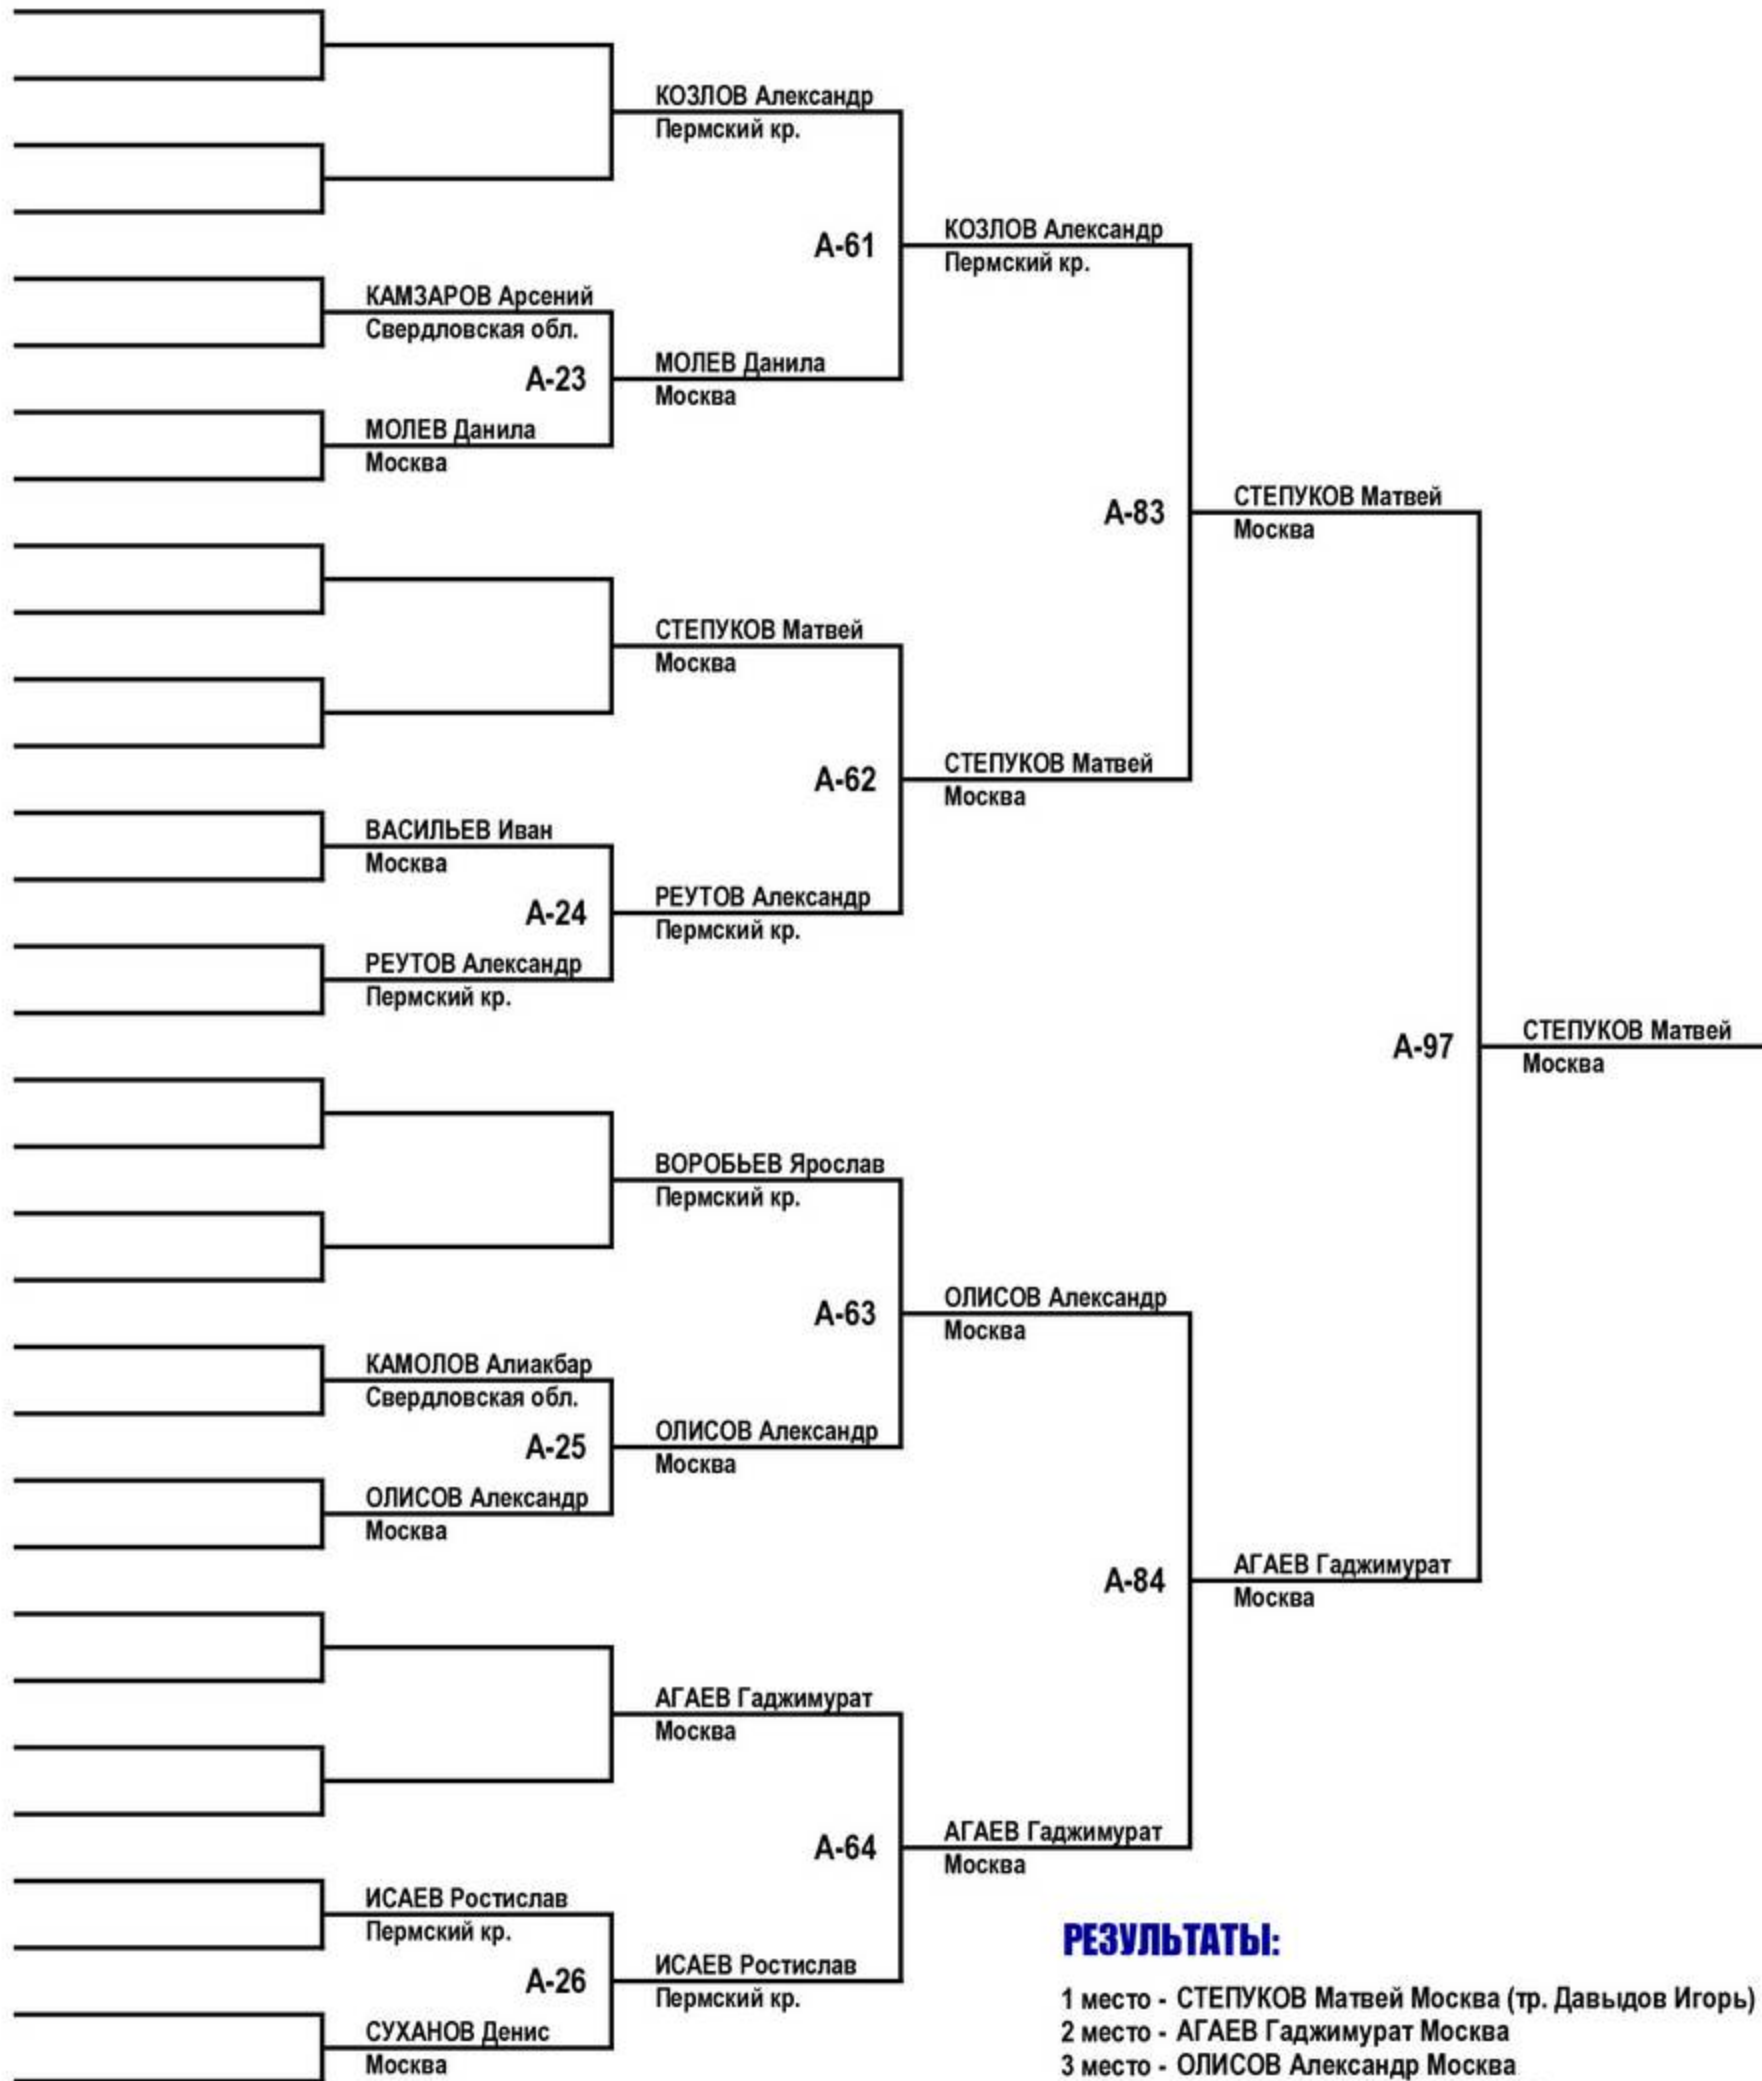 КОЗЛОВ Александр
Пермский кр.
А-61
КОЗЛОВ Александр
Пермский кр.
КАМЗАРОВ Арсений
Свердловская обл.
А-23
МОЛЕВ Данила
Москва
МОЛЕВ Данила
Москва
А-83
СТЕПУКОВ Матвей
Москва
СТЕПУКОВ Матвей
Москва
А-62
СТЕПУКОВ Матвей
Москва
ВАСИЛЬЕВ Иван
Москва
А-24
РЕУТОВ Александр
Пермский кр.
РЕУТОВ Александр
Пермский кр.
А-97
СТЕПУКОВ Матвей
Москва
ВОРОБЬЕВ Ярослав
Пермский кр.
А-63
ОЛИСОВ Александр
Москва
КАМОЛОВ Алиакбар
Свердловская обл.
А-25
ОЛИСОВ Александр
Москва
ОЛИСОВ Александр
Москва
А-84
АГАЕВ Гаджимурат
Москва
АГАЕВ Гаджимурат
Москва
А-64
АГАЕВ Гаджимурат
Москва
ИСАЕВ Ростислав
Пермский кр.
А-26
ИСАЕВ Ростислав
Пермский кр.
СУХАНОВ Денис
Москва
РЕЗУЛЬТАТЫ:
1 место - СТЕПУКОВ Матвей Москва (тр. Давыдов Игорь)
2 место - АГАЕВ Гаджимурат Москва
3 место - ОЛИСОВ Александр Москва